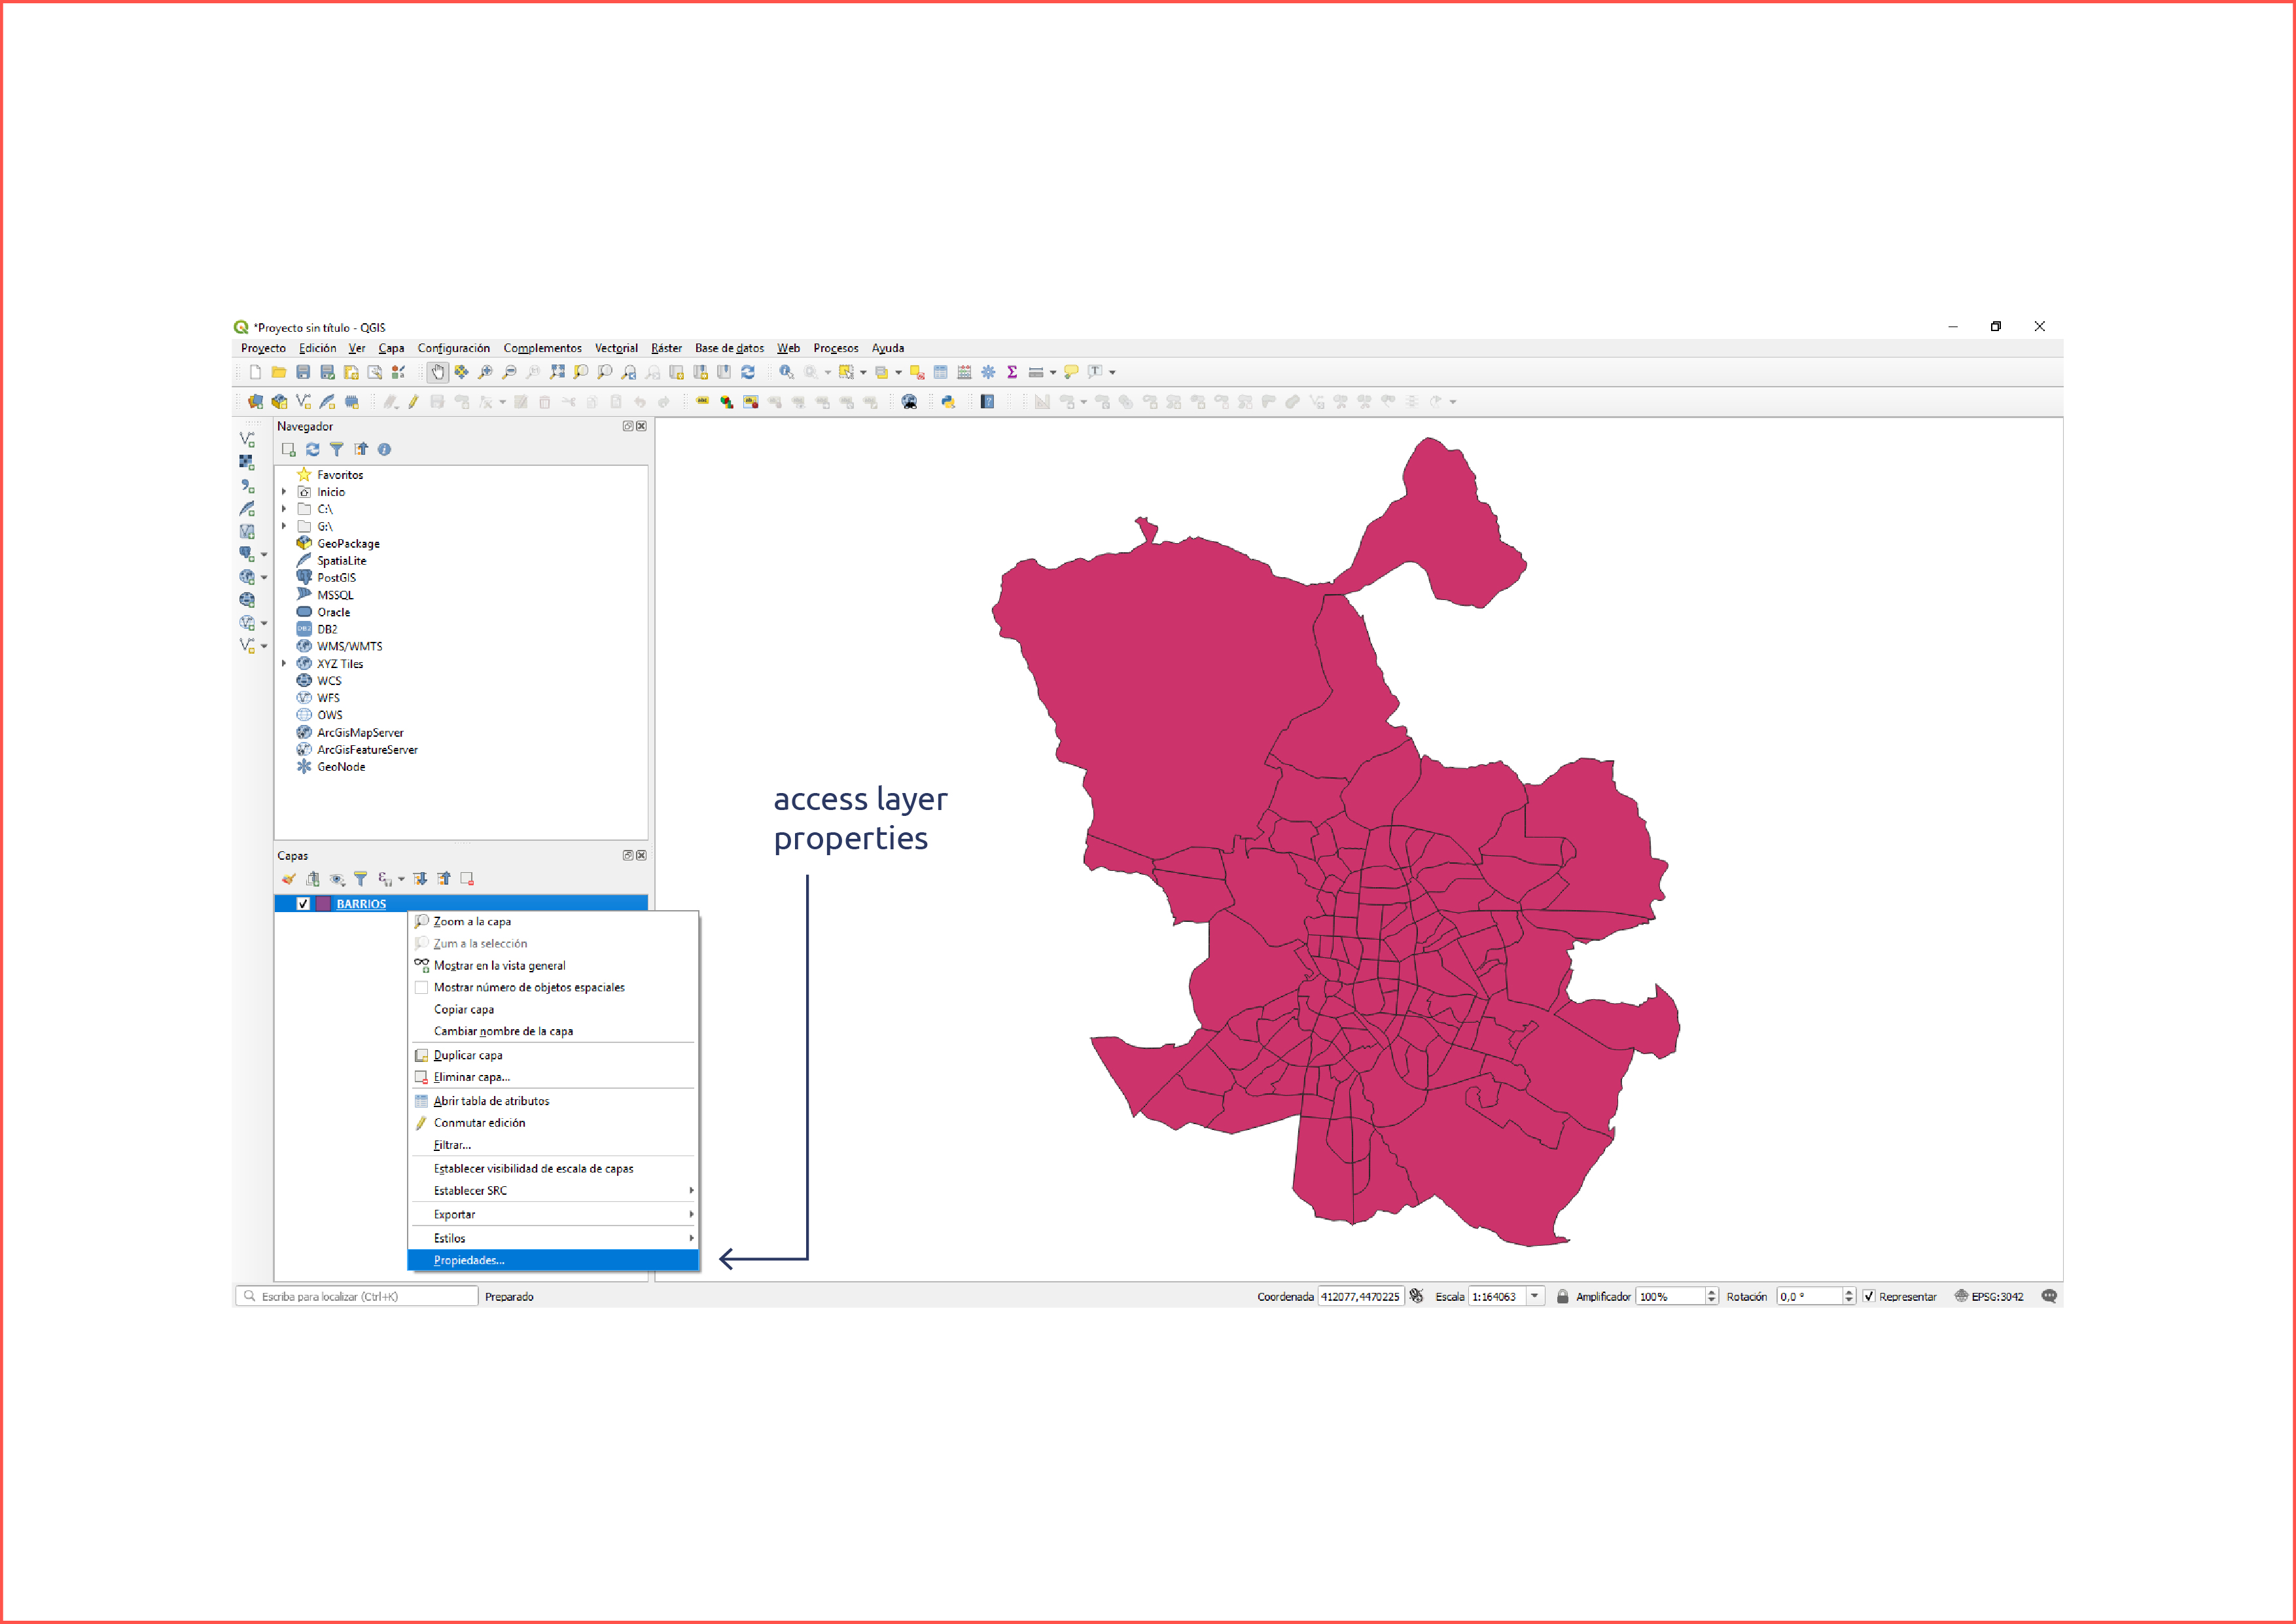 *Proyecto sin título - QGIS
Proyecto Edición Ver Capa Configuración Complementos Vectorial Ráster Base de datos Web Procesos Ayuda
Navegador
Favoritos
Inicio
C:\
G:\
GeoPackage
SpatiaLite
PostGIS
MSSQL
Oracle
DB2
WMS/WMTS
XYZ Tiles
WCS
WFS
OWS
ArcGisMapServer
ArcGisFeatureServer
GeoNode
access layer
properties
Capas
BARRIOS
Zoom a la capa
Zum a la selección
Mostrar en la vista general
Mostrar número de objetos espaciales
Copiar capa
Cambiar nombre de la capa
Duplicar capa
Eliminar capa...
Abrir tabla de atributos
Conmutar edición
Filtrar...
Establecer visibilidad de escala de capas
Establecer SRC
Exportar
Estilos
Propiedades...
Escriba para localizar (Ctrl+K) Preparado Coordenada 412077,4470225 Escala 1:164063 Amplificador 100% Rotación 0,0 ° Representar EPSG:3042